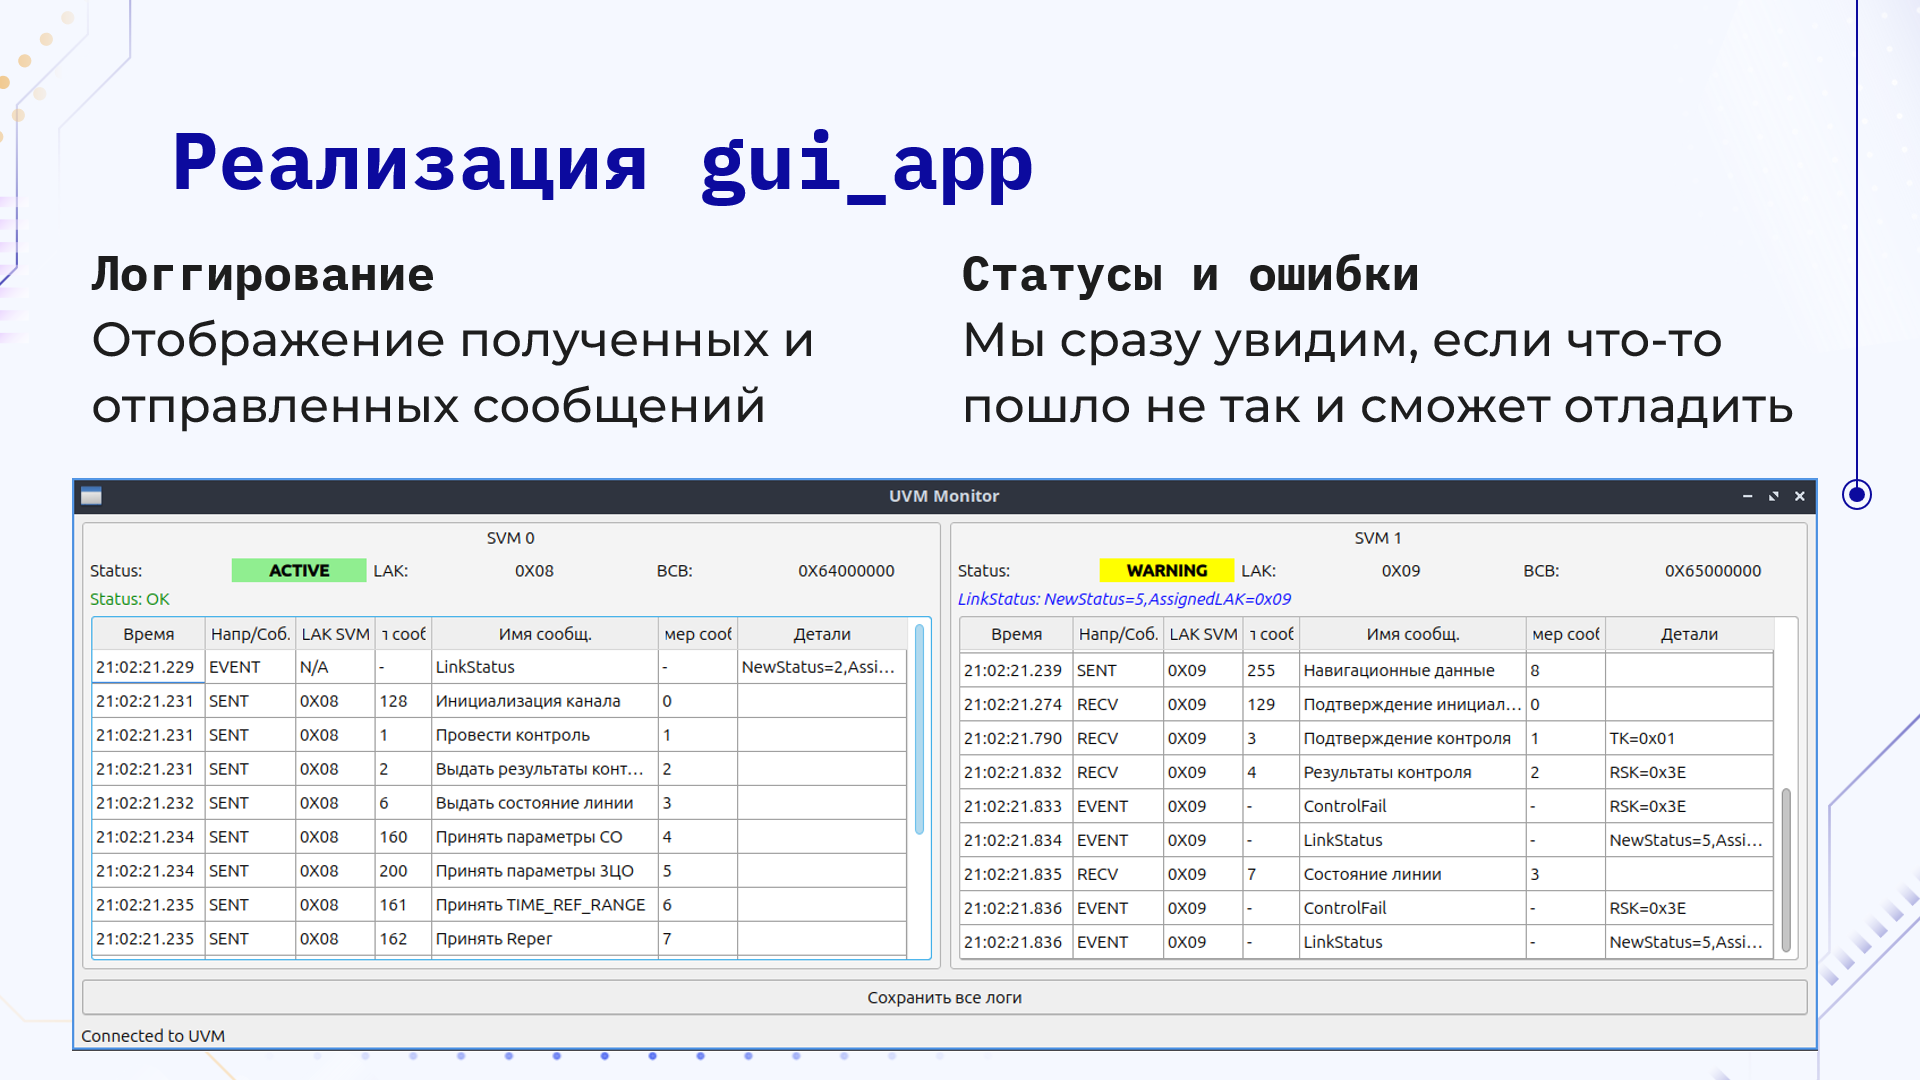 Реализация gui_app
Логгирование
Отображение полученных и
отправленных сообщений
Статусы и ошибки
Мы сразу увидим, если что-то
пошло не так и сможет отладить
UVM Monitor
SVM 0
Status: ACTIVE LAK: 0X08 BCB: 0X64000000
Status: OK
Время Напр/Соб. LAK SVM 1 сооб Имя сообщ. мер сооб Детали
21:02:21.229 EVENT N/A - LinkStatus - NewStatus=2,Assi...
21:02:21.231 SENT 0X08 128 Инициализация канала 0
21:02:21.231 SENT 0X08 1 Провести контроль 1
21:02:21.231 SENT 0X08 2 Выдать результаты конт... 2
21:02:21.232 SENT 0X08 6 Выдать состояние линии 3
21:02:21.234 SENT 0X08 160 Принять параметры СО 4
21:02:21.234 SENT 0X08 200 Принять параметры ЗЦО 5
21:02:21.235 SENT 0X08 161 Принять TIME_REF_RANGE 6
21:02:21.235 SENT 0X08 162 Принять Reper 7
SVM 1
Status: WARNING LAK: 0X09 BCB: 0X65000000
LinkStatus: NewStatus=5,AssignedLAK=0x09
Время Напр/Соб. LAK SVM 1 сооб Имя сообщ. мер сооб Детали
21:02:21.239 SENT 0X09 255 Навигационные данные 8
21:02:21.274 RECV 0X09 129 Подтверждение инициал... 0
21:02:21.790 RECV 0X09 3 Подтверждение контроля 1 TK=0x01
21:02:21.832 RECV 0X09 4 Результаты контроля 2 RSK=0x3E
21:02:21.833 EVENT 0X09 - ControlFail - RSK=0x3E
21:02:21.834 EVENT 0X09 - LinkStatus - NewStatus=5,Assi...
21:02:21.835 RECV 0X09 7 Состояние линии 3
21:02:21.836 EVENT 0X09 - ControlFail - RSK=0x3E
21:02:21.836 EVENT 0X09 - LinkStatus - NewStatus=5,Assi...
Сохранить все логи
Connected to UVM